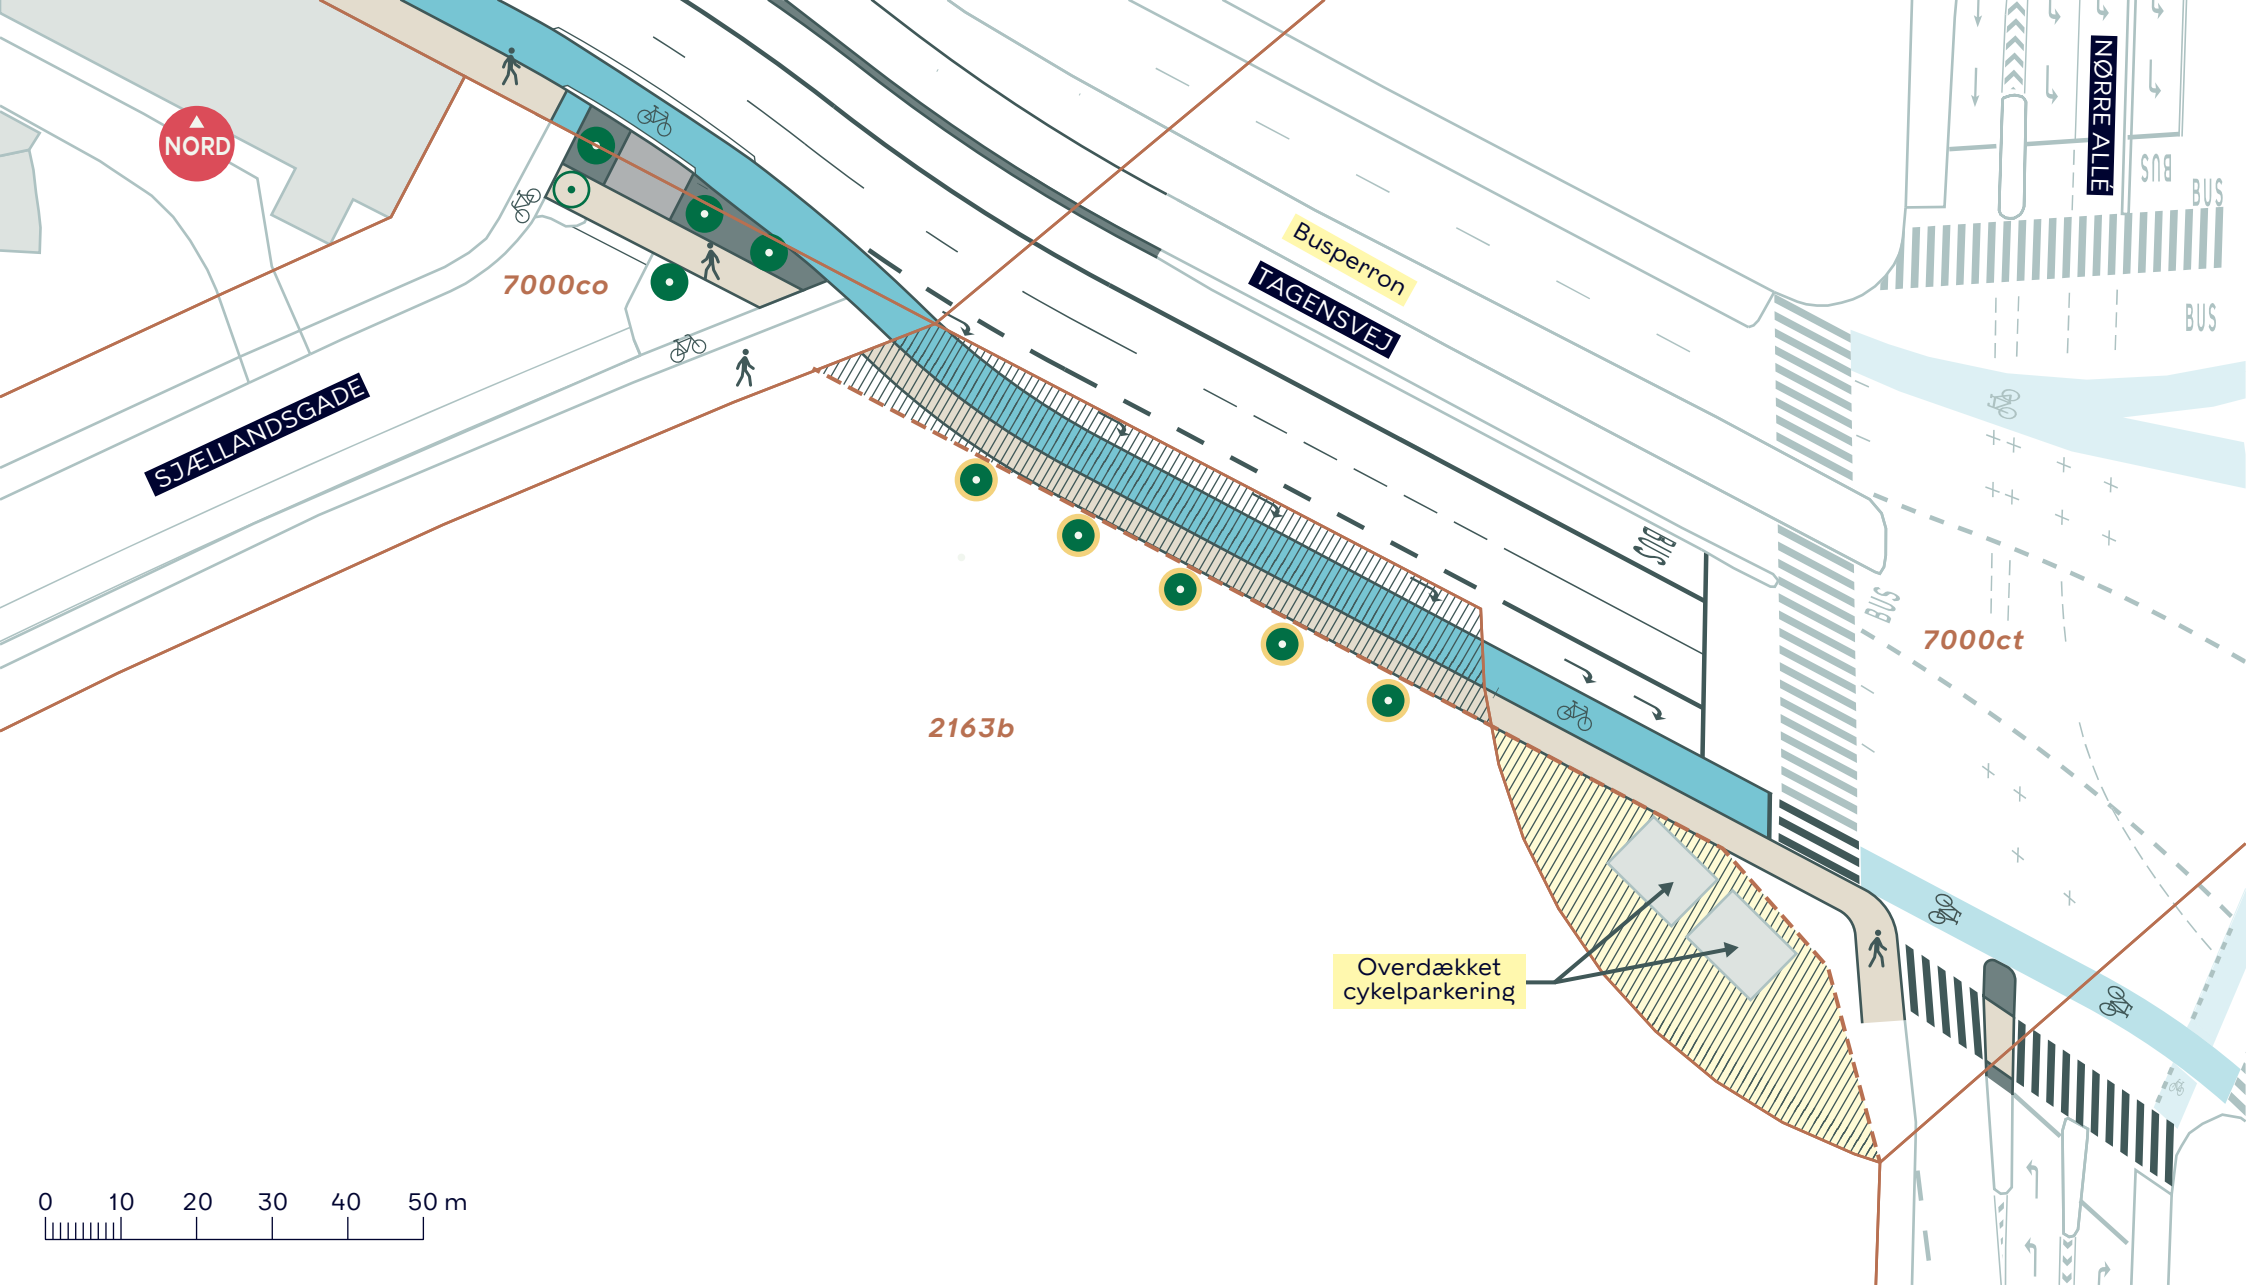 NORD
NØRRE ALLÉ
BUS
BUS
BUS
Busperron
TAGENSVEJ
7000co
SJÆLLANDSGADE
BUS
BUS
7000ct
2163b
Overdækket
cykelparkering
0 10 20 30 40 50 m